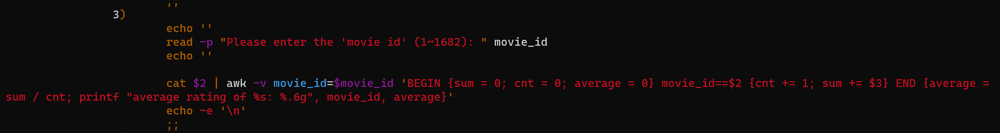 ;;
3)
echo ''
read -p "Please enter the 'movie id' (1~1682): " movie_id
echo ''
cat $2 | awk -v movie_id=$movie_id 'BEGIN {sum = 0; cnt = 0; average = 0} movie_id==$2 {cnt += 1; sum += $3} END {average =
sum / cnt; printf "average rating of %s: %.6g", movie_id, average}'
echo -e '\n'
;;